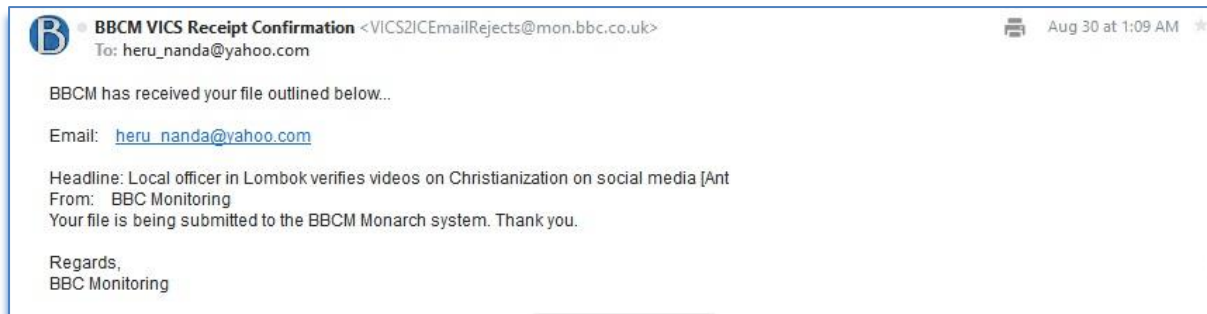 B
BBCM VICS Receipt Confirmation <VICS2ICEmailRejects@mon.bbc.co.uk> Aug 30 at 1:09 AM
To: heru_nanda@yahoo.com
BBCM has received your file outlined below...
Email: heru_nanda@yahoo.com
Headline: Local officer in Lombok verifies videos on Christianization on social media [Ant
From: BBC Monitoring
Your file is being submitted to the BBCM Monarch system. Thank you.
Regards,
BBC Monitoring